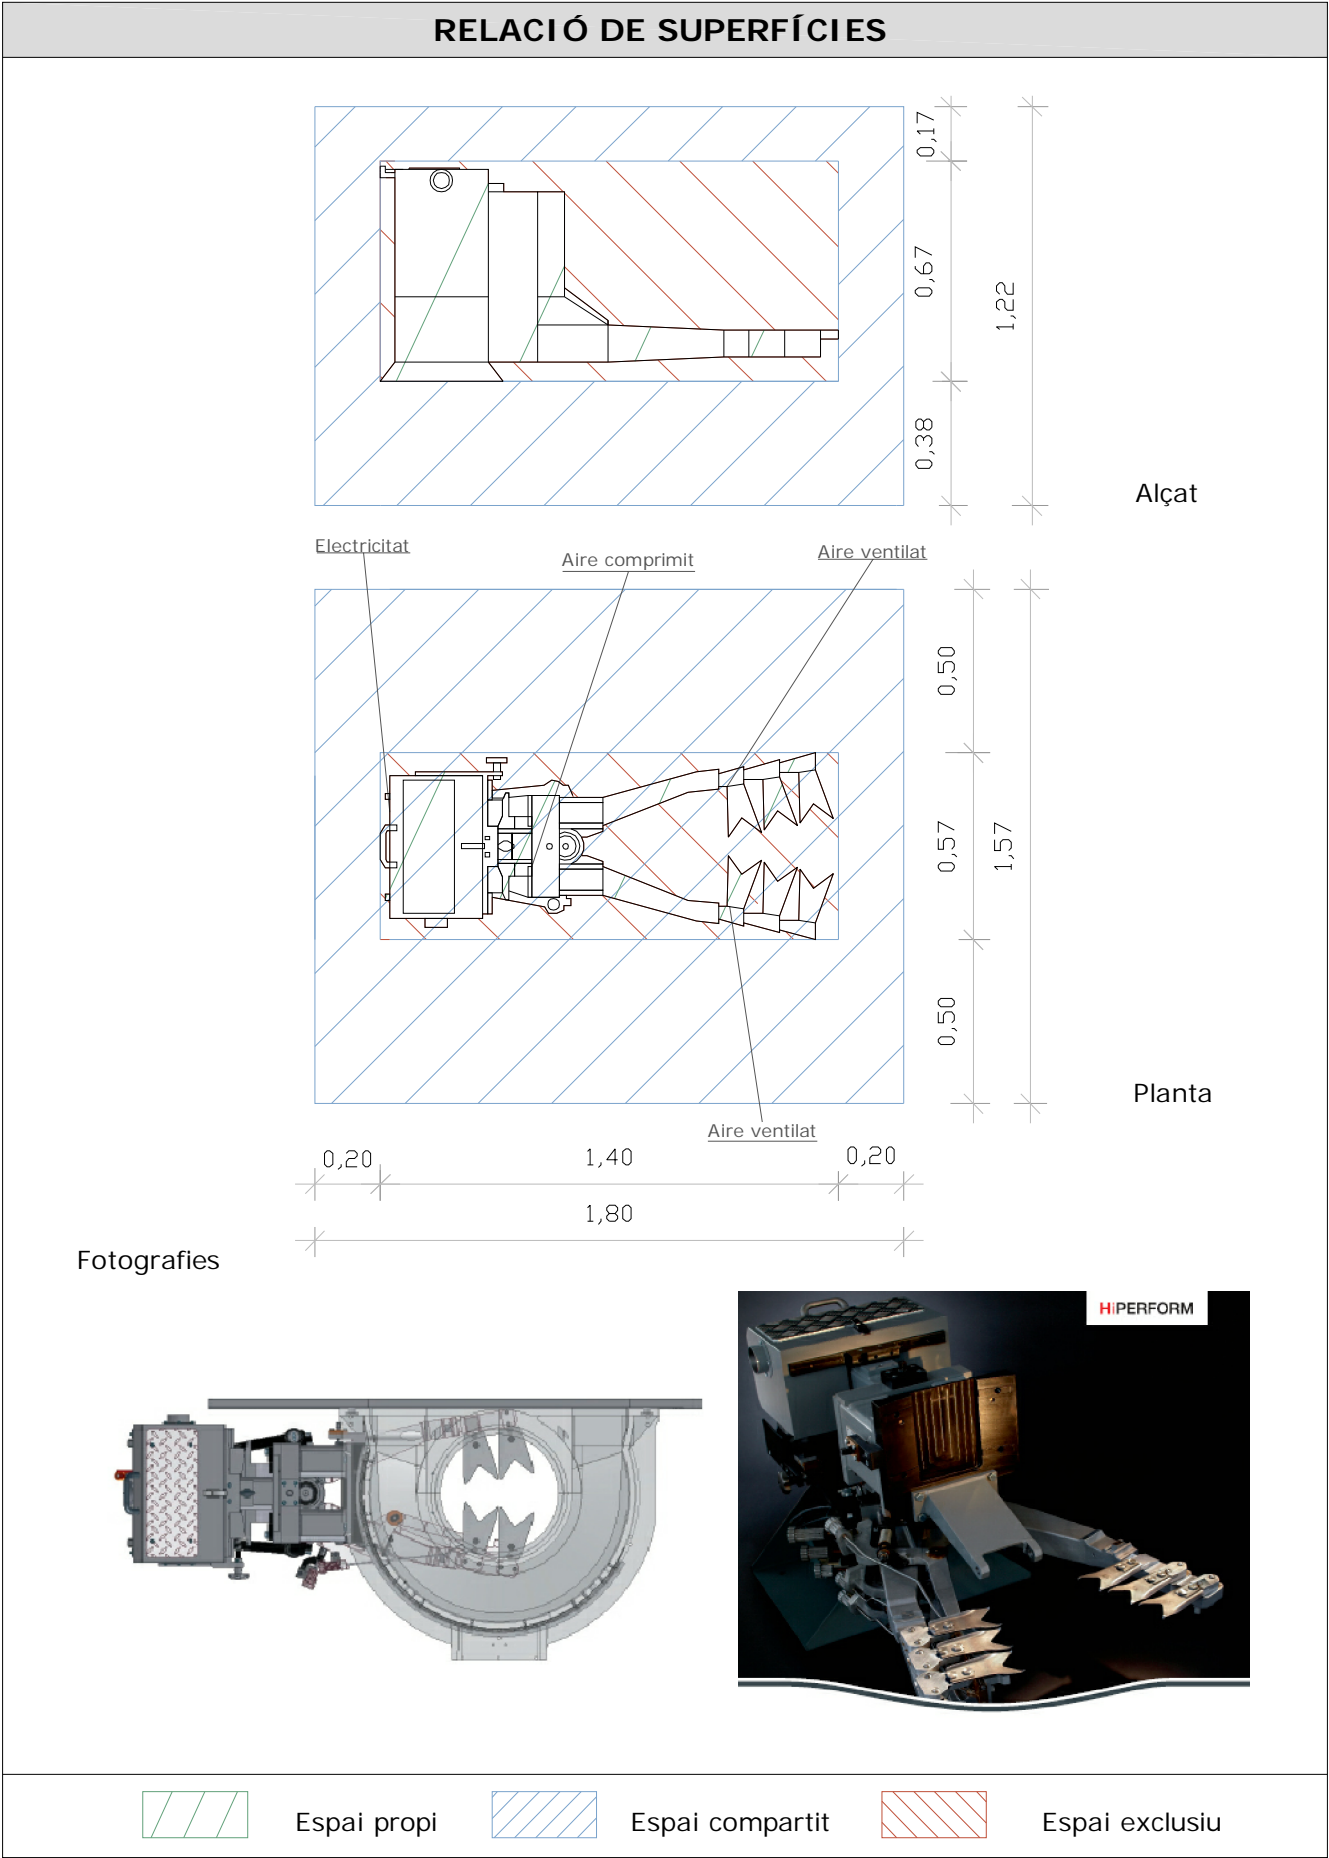 RELACIÓ DE SUPERFÍCIES
0,17
0,67
1,22
0,38
Alçat
Electricitat
Aire comprimit
Aire ventilat
0,50
0,57
1,57
0,50
Planta
Aire ventilat
0,20
1,40
0,20
1,80
Fotografies
HiPERFORM
Espai propi
Espai compartit
Espai exclusiu